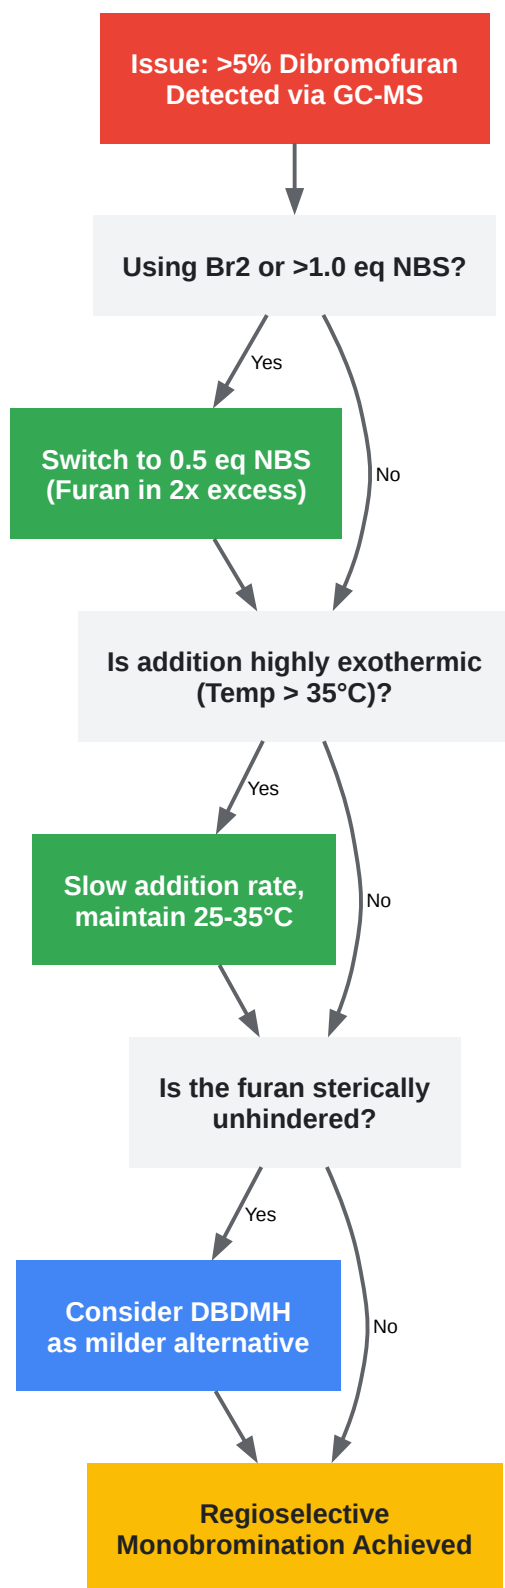 Issue: >5% Dibromofuran
Detected via GC-MS
Using Br2 or >1.0 eq NBS?
Yes
Switch to 0.5 eq NBS
(Furan in 2x excess)
No
Is addition highly exothermic
(Temp > 35°C)?
Yes
Slow addition rate,
maintain 25-35°C
No
Is the furan sterically
unhindered?
Yes
Consider DBDMH
as milder alternative
No
Regioselective
Monobromination Achieved